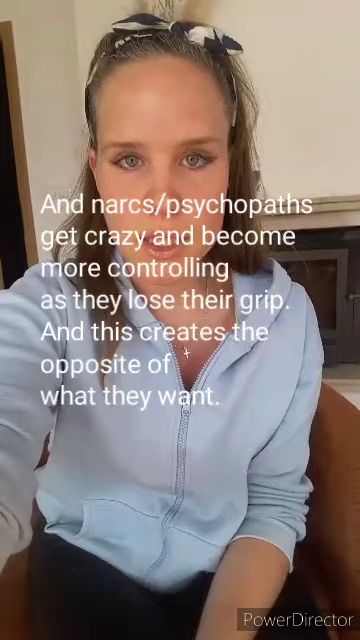 And narcs/psychopaths
get crazy and become
more controlling
as they lose their grip.
And this creates the
opposite of
what they want.
PowerDirector